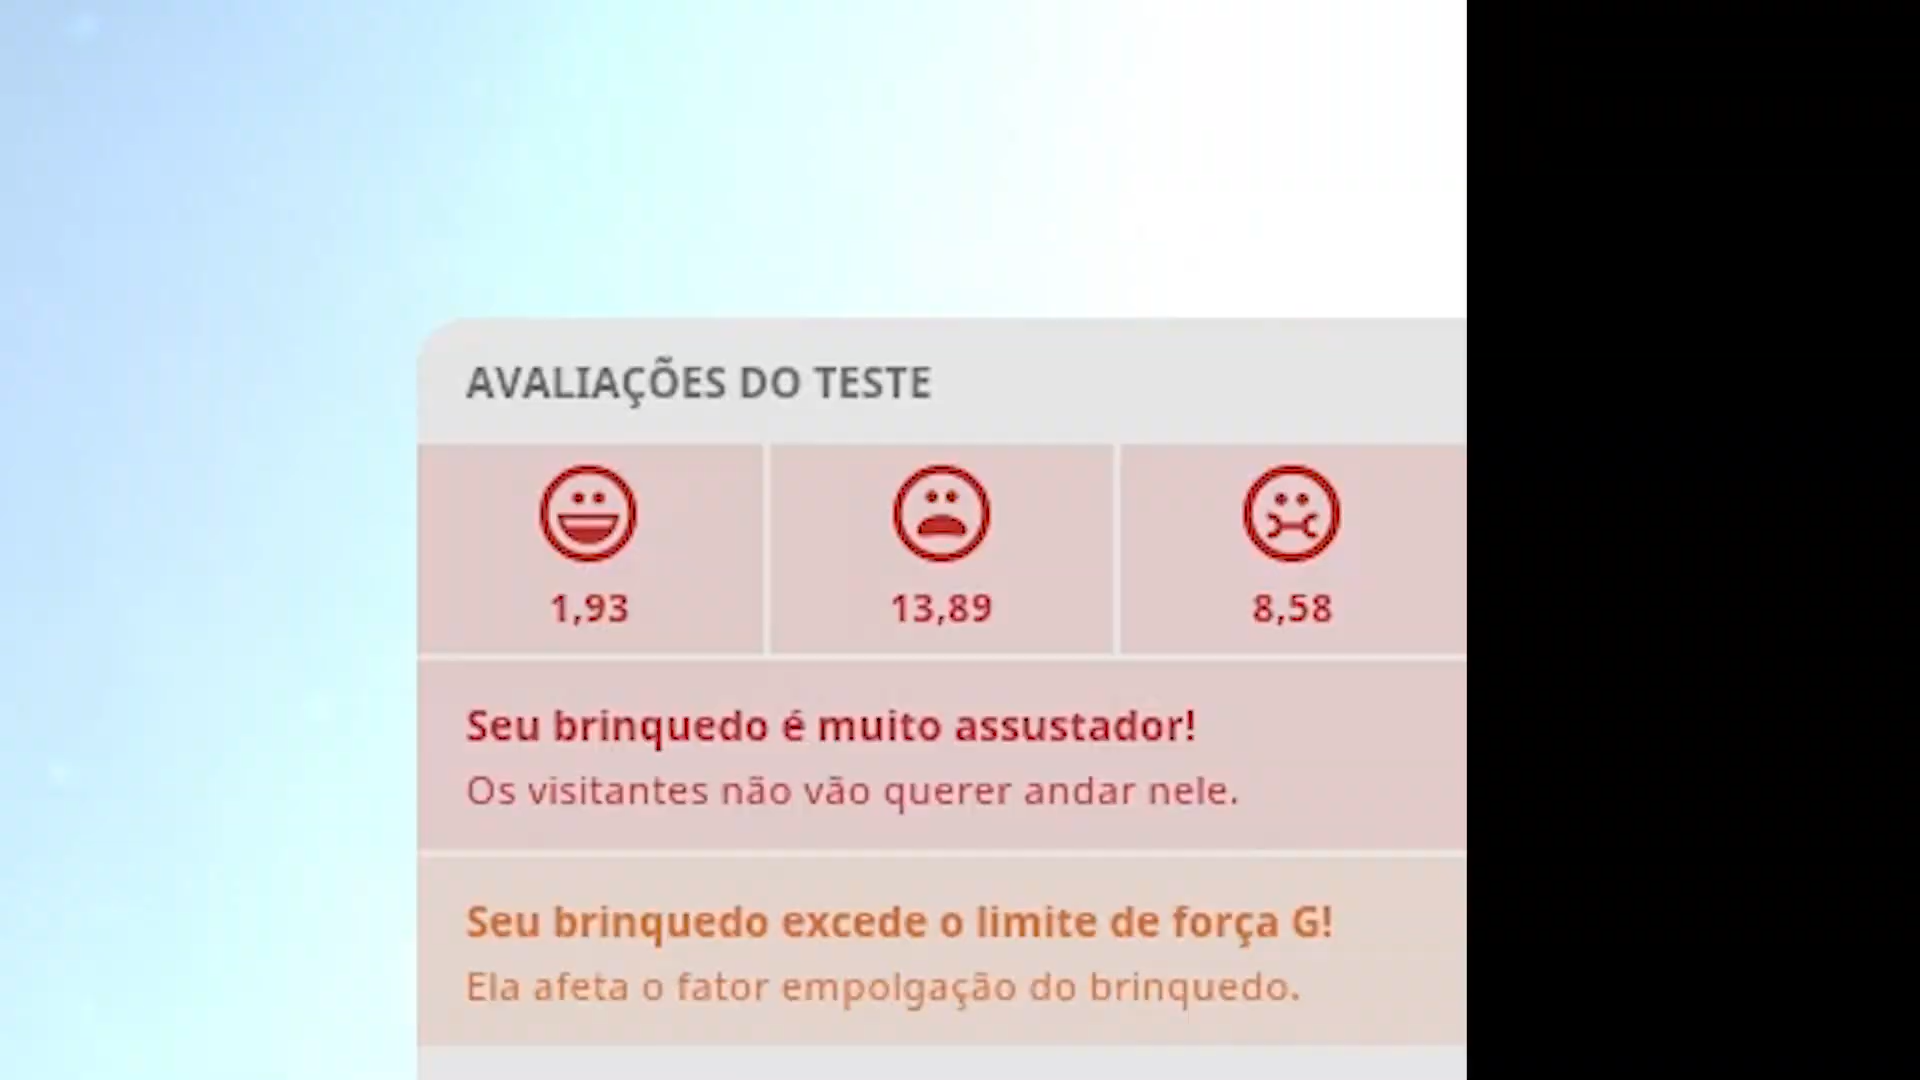 AVALIAÇÕES DO TESTE
1,93 13,89 8,58
Seu brinquedo é muito assustador!
Os visitantes não vão querer andar nele.
Seu brinquedo excede o limite de força G!
Ela afeta o fator empolgação do brinquedo.